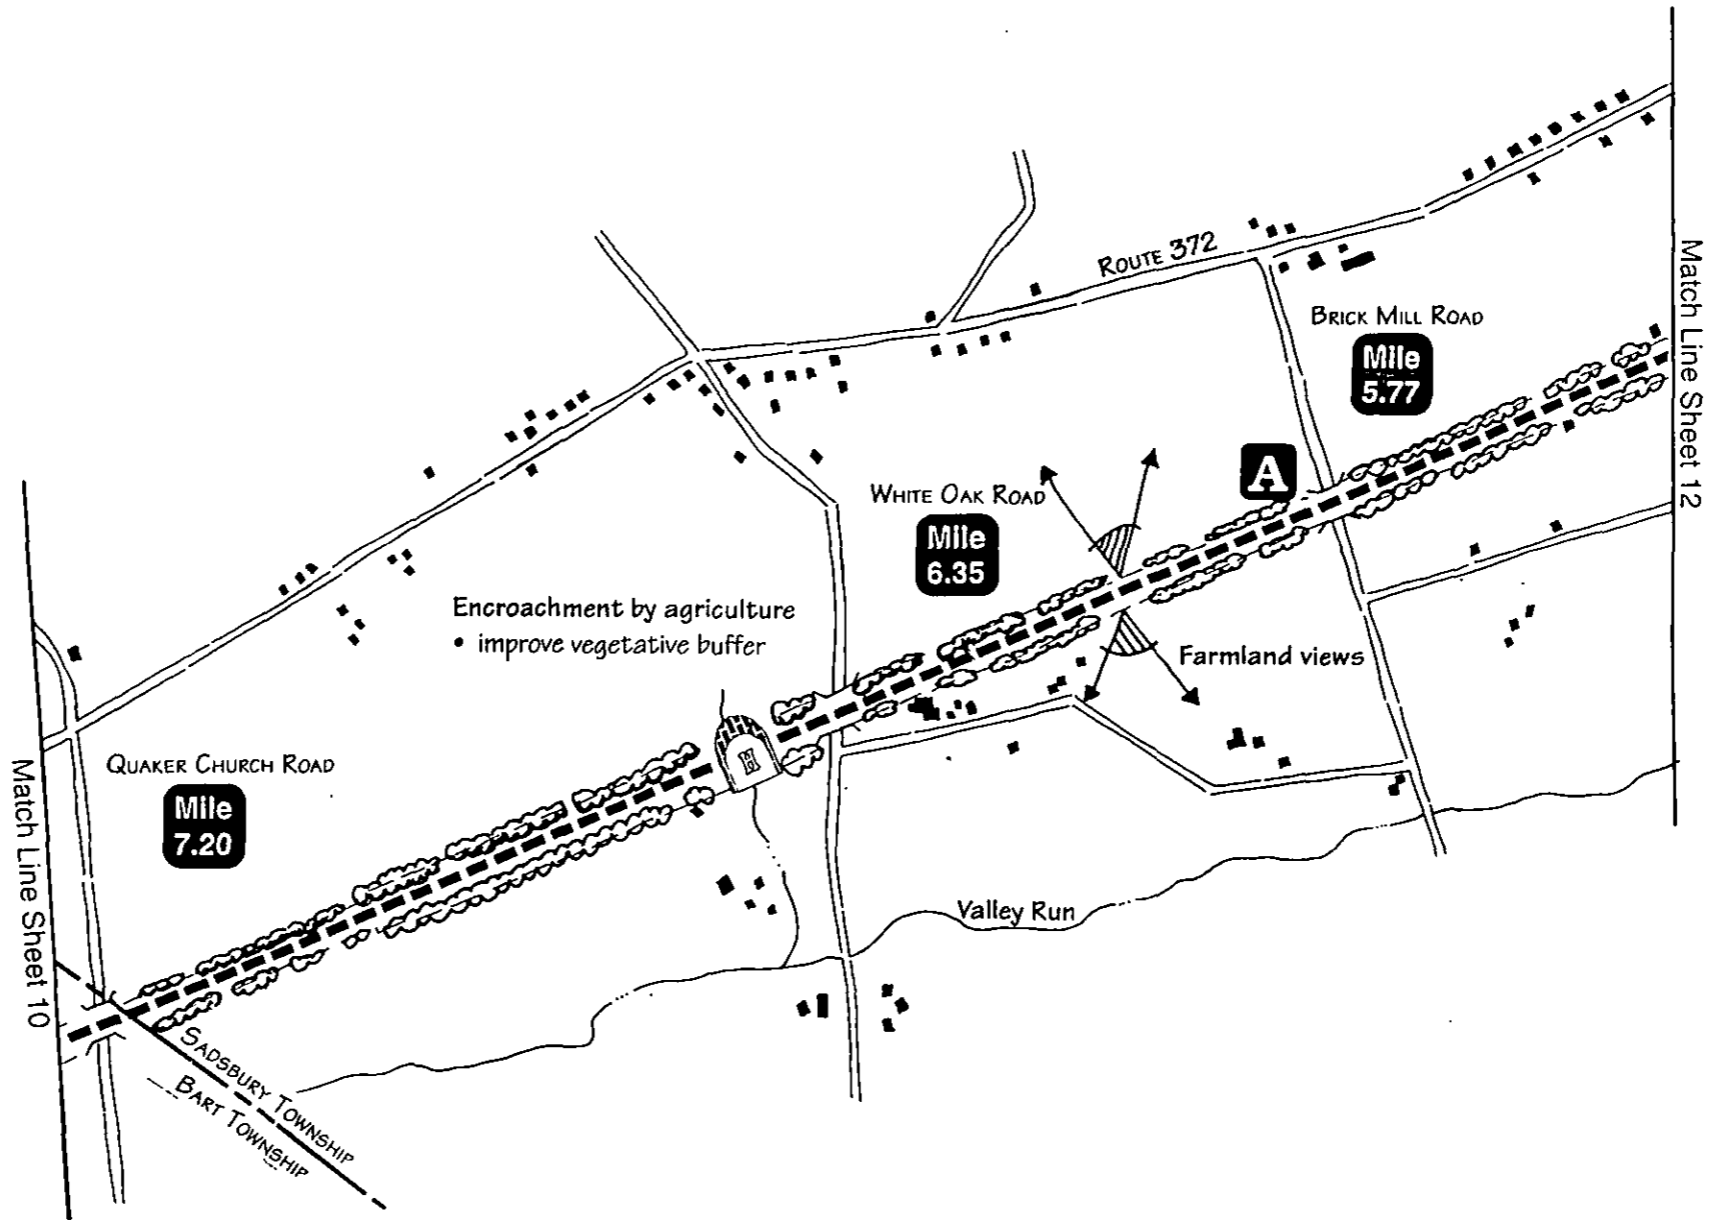 ROUTE 372
Match Line Sheet 12
BRICK MILL ROAD
Mile
5.77
A
WHITE OAK ROAD
Mile
6.35
Encroachment by agriculture
• improve vegetative buffer
Farmland views
QUAKER CHURCH ROAD
Mile
7.20
Match Line Sheet 10
Valley Run
SADSBURY TOWNSHIP
BART TOWNSHIP